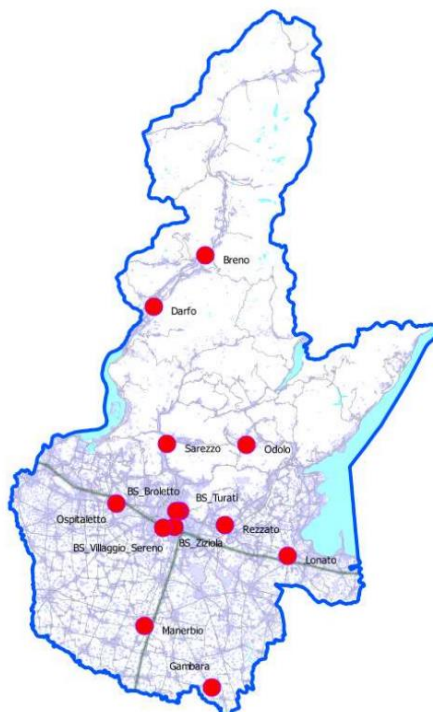 Breno
Darfo
Sarezzo
Odolo
BS_Broletto
BS_Turati
Ospitaletto
Rezzato
BS_Villaggio_Sereno
BS_Ziziola
Lonato
Manerbio
Gambara